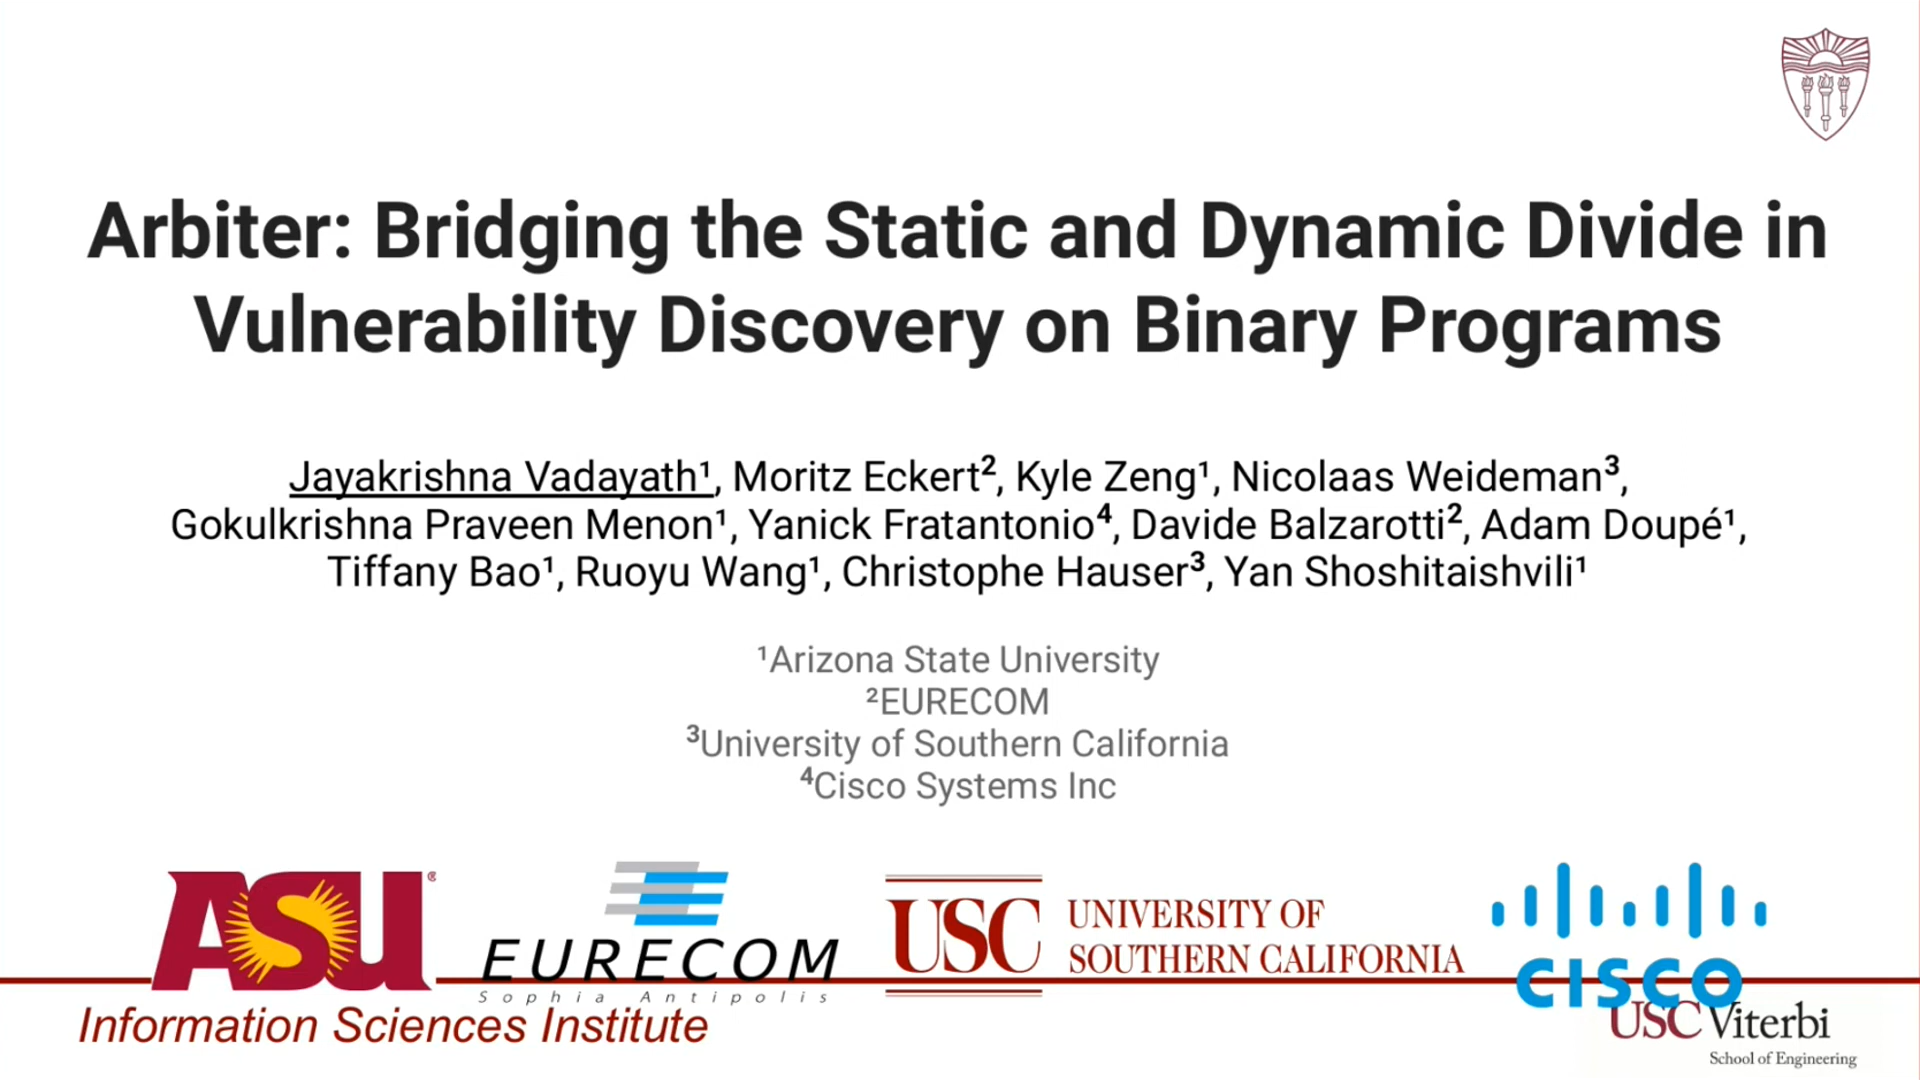 Arbiter: Bridging the Static and Dynamic Divide in
Vulnerability Discovery on Binary Programs
Jayakrishna Vadayath¹, Moritz Eckert², Kyle Zeng¹, Nicolaas Weideman³,
Gokulkrishna Praveen Menon¹, Yanick Fratantonio⁴, Davide Balzarotti², Adam Doupé¹,
Tiffany Bao¹, Ruoyu Wang¹, Christophe Hauser³, Yan Shoshitaishvili¹
¹Arizona State University
²EURECOM
³University of Southern California
⁴Cisco Systems Inc
ASU®
EURECOM
Sophia Antipolis
USC UNIVERSITY OF
SOUTHERN CALIFORNIA
CISCO
Information Sciences Institute
USC Viterbi
School of Engineering